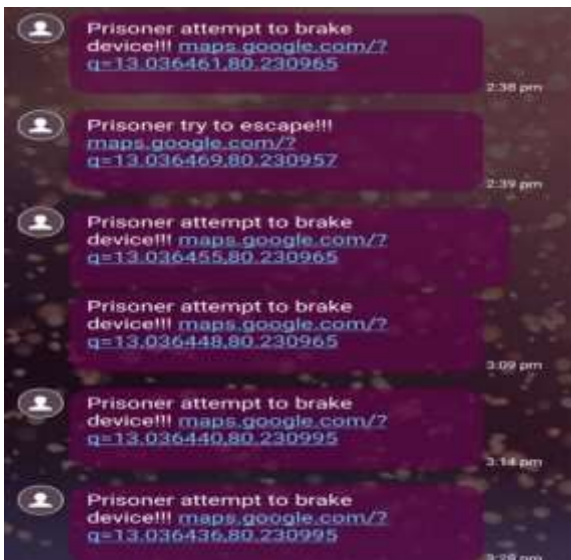 Prisoner attempt to brake
device!!! maps.google.com/?
q=13.036461,80.230965
2:38 pm
Prisoner try to escape!!!
maps.google.com/?
q=13.036469,80.230957
2:39 pm
Prisoner attempt to brake
device!!! maps.google.com/?
q=13.036455,80.230965
Prisoner attempt to brake
device!!! maps.google.com/?
q=13.036448,80.230965
3:09 pm
Prisoner attempt to brake
device!!! maps.google.com/?
q=13.036440,80.230995
3:14 pm
Prisoner attempt to brake
device!!! maps.google.com/?
q=13.036436,80.230995